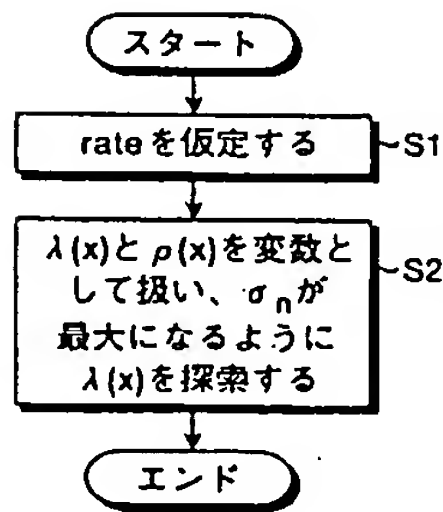 スタート
rateを仮定する
S1
λ(x)とρ(x)を変数と
して扱い、σnが
最大になるように
λ(x)を探索する
S2
エンド